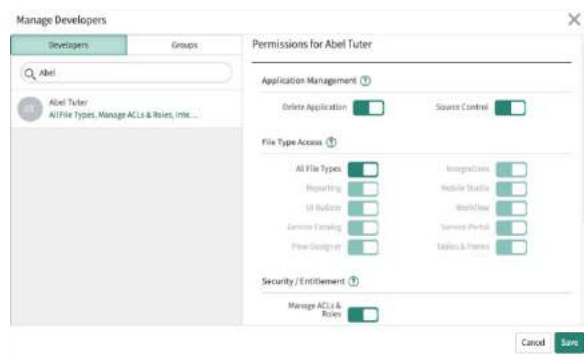 Manage Developers
Developers
Groups
Abel
Abel Tuter
All File Types, Manage ACLs & Roles, Inte...
Permissions for Abel Tuter
Application Management
Delete Application
Source Control
File Type Access
All File Types
Integrations
Reporting
Mobile Studio
UI Builder
Workflow
Service Catalog
Service Portal
Flow Designer
Tables & Forms
Security / Entitlement
Manage ACLs &
Roles
Cancel
Save